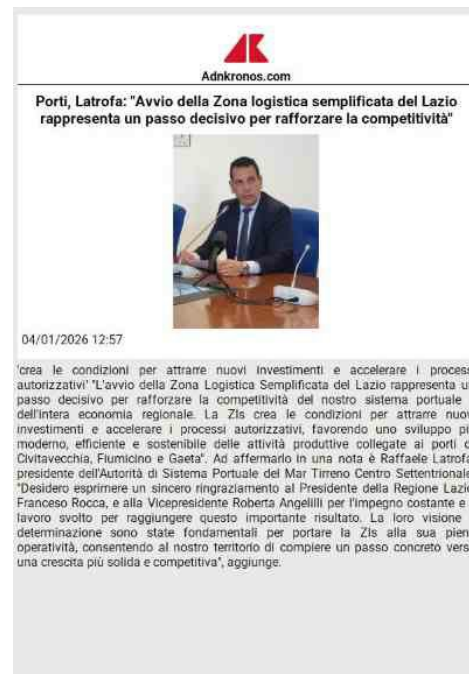 Adnkronos.com
Porti, Latrofa: "Avvio della Zona logistica semplificata del Lazio
rappresenta un passo decisivo per rafforzare la competitività"
04/01/2026 12:57
'crea le condizioni per attrarre nuovi investimenti e accelerare i process
autorizzativi' "L'avvio della Zona Logistica Semplificata del Lazio rappresenta u
passo decisivo per rafforzare la competitività del nostro sistema portuale
dell'intera economia regionale. La Zls crea le condizioni per attrarre nuov
investimenti e accelerare i processi autorizzativi, favorendo uno sviluppo pi
moderno, efficiente e sostenibile delle attività produttive collegate ai porti d
Civitavecchia, Fiumicino e Gaeta". Ad affermarlo in una nota è Raffaele Latrofa
presidente dell'Autorità di Sistema Portuale del Mar Tirreno Centro Settentrionale
"Desidero esprimere un sincero ringraziamento al Presidente della Regione Lazio
Franceso Rocca, e alla Vicepresidente Roberta Angelilli per l'impegno costante e
lavoro svolto per raggiungere questo importante risultato. La loro visione
determinazione sono state fondamentali per portare la Zls alla sua pien
operatività, consentendo al nostro territorio di compiere un passo concreto vers
una crescita più solida e competitiva", aggiunge.